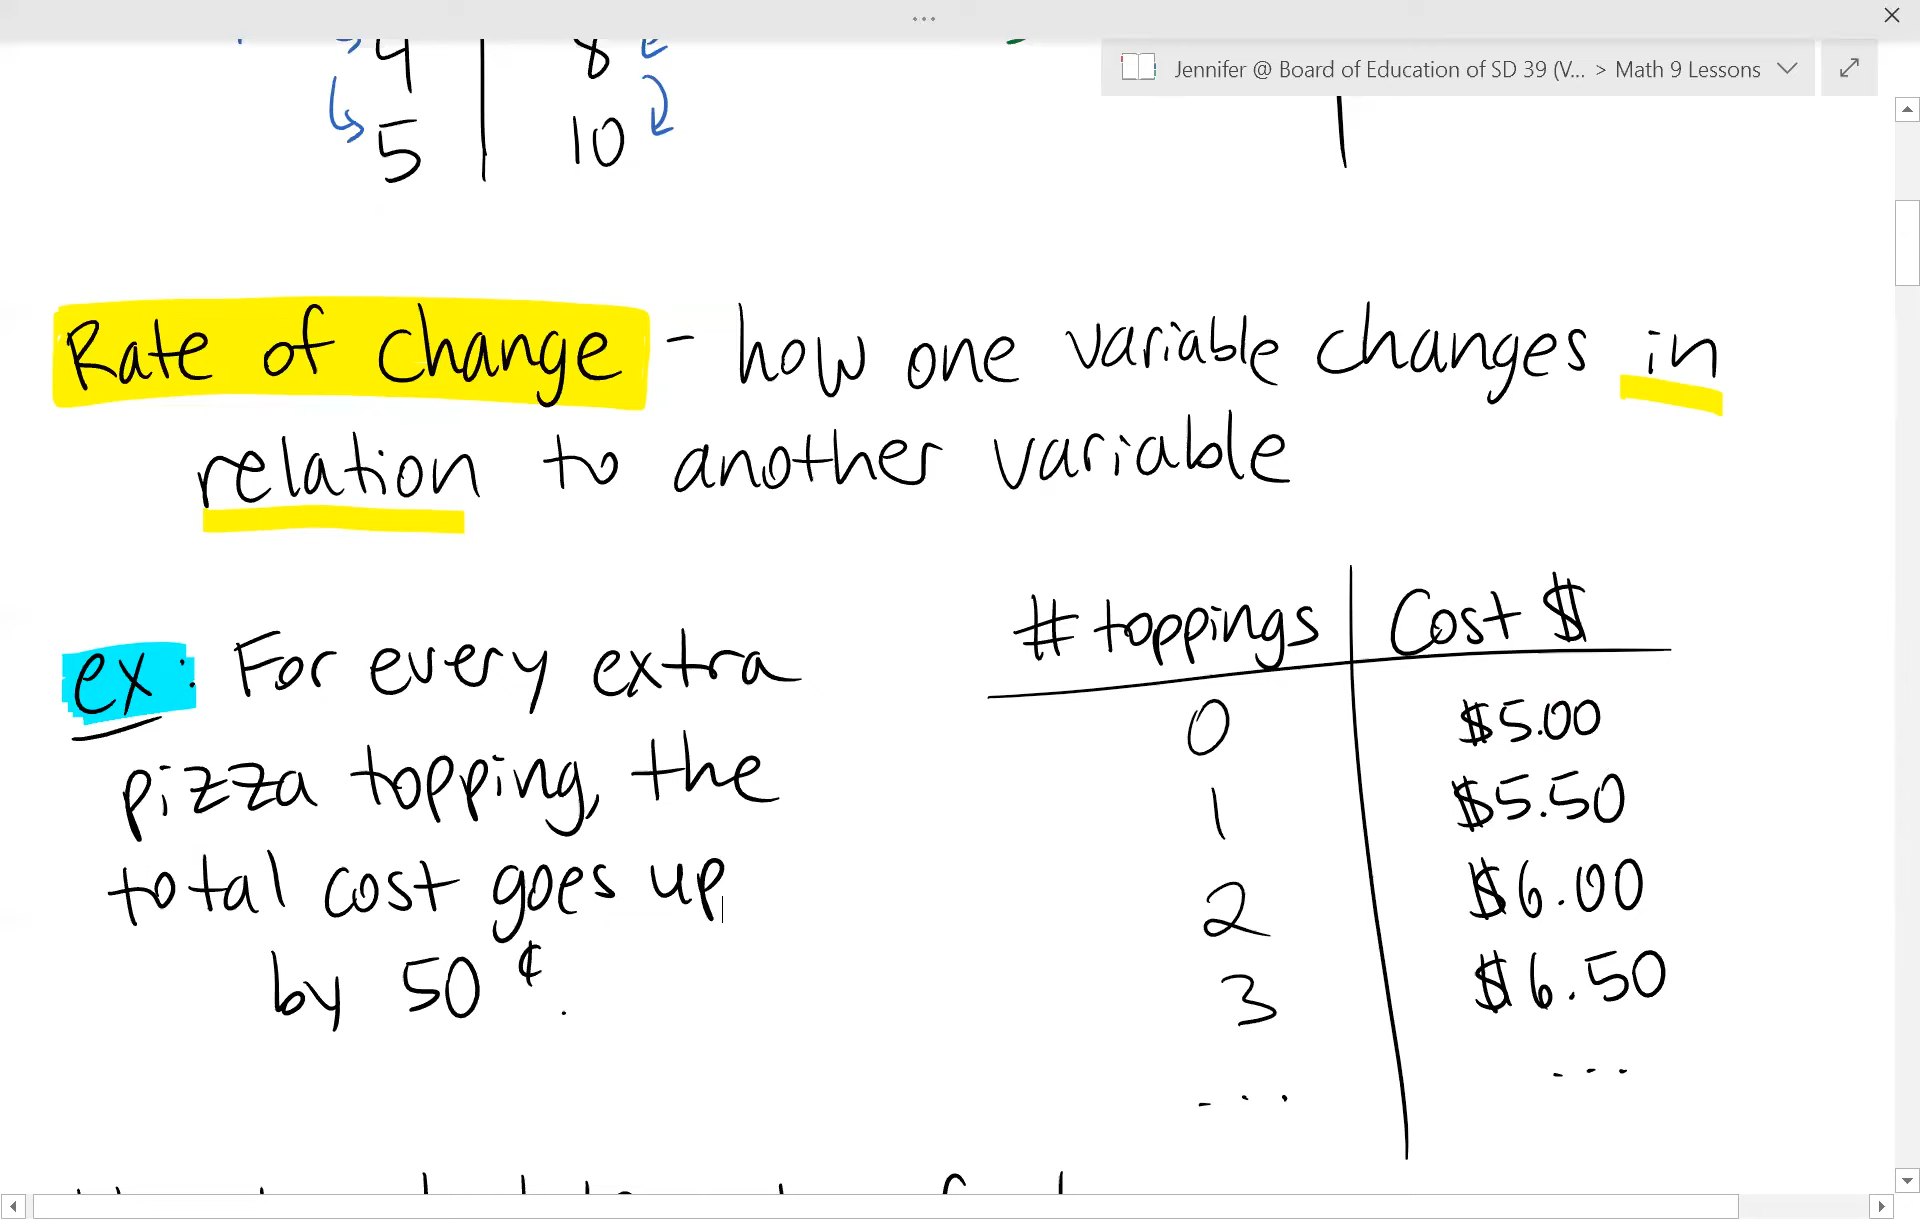 ...
Jennifer @ Board of Education of SD 39 (V... > Math 9 Lessons
4 8
5 10
Rate of change - how one variable changes in
relation to another variable
# toppings Cost $
0 $5.00
1 $5.50
2 $6.00
3 $6.50
... ...
ex: For every extra
pizza topping, the
total cost goes up
by 50¢.